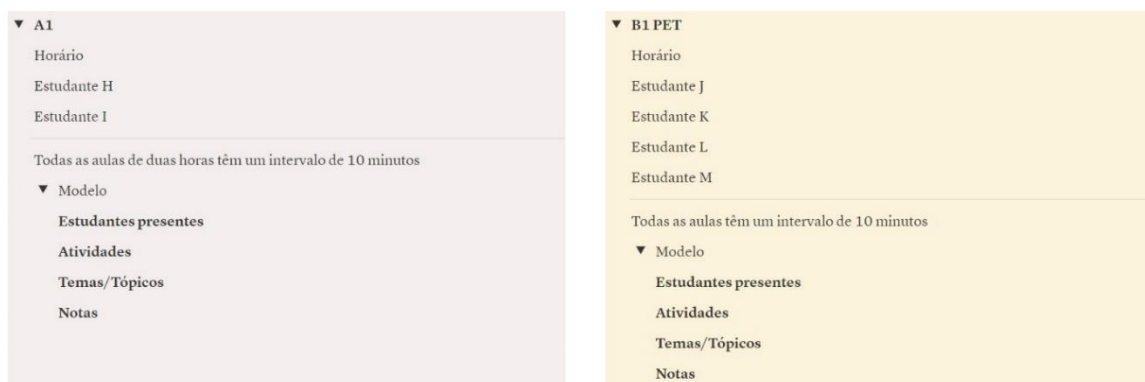 A1
Horário
Estudante H
Estudante I
Todas as aulas de duas horas têm um intervalo de 10 minutos
Modelo
Estudantes presentes
Atividades
Temas/Tópicos
Notas
B1 PET
Horário
Estudante J
Estudante K
Estudante L
Estudante M
Todas as aulas têm um intervalo de 10 minutos
Modelo
Estudantes presentes
Atividades
Temas/Tópicos
Notas